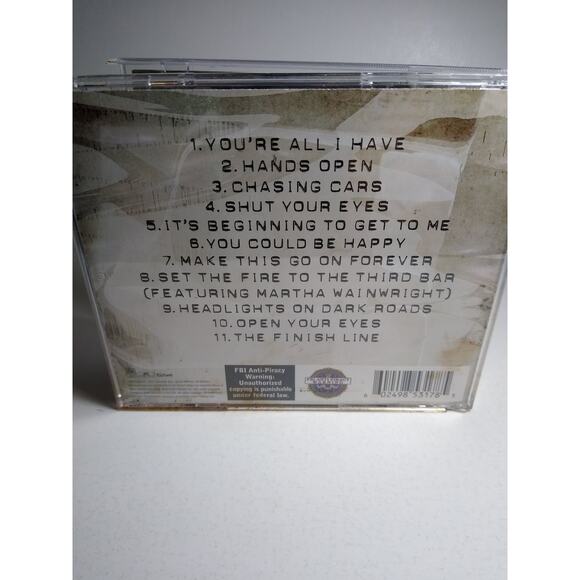 1. YOU'RE ALL I HAVE
2. HANDS OPEN
3. CHASING CARS
4. SHUT YOUR EYES
5. IT'S BEGINNING TO GET TO ME
6. YOU COULD BE HAPPY
7. MAKE THIS GO ON FOREVER
8. SET THE FIRE TO THE THIRD BAR
(FEATURING MARTHA WAINWRIGHT)
9. HEADLIGHTS ON DARK ROADS
10. OPEN YOUR EYES
11. THE FINISH LINE
FBI Anti-Piracy
Warning:
Unauthorized
copying is punishable
under federal law.
6 02498 53178